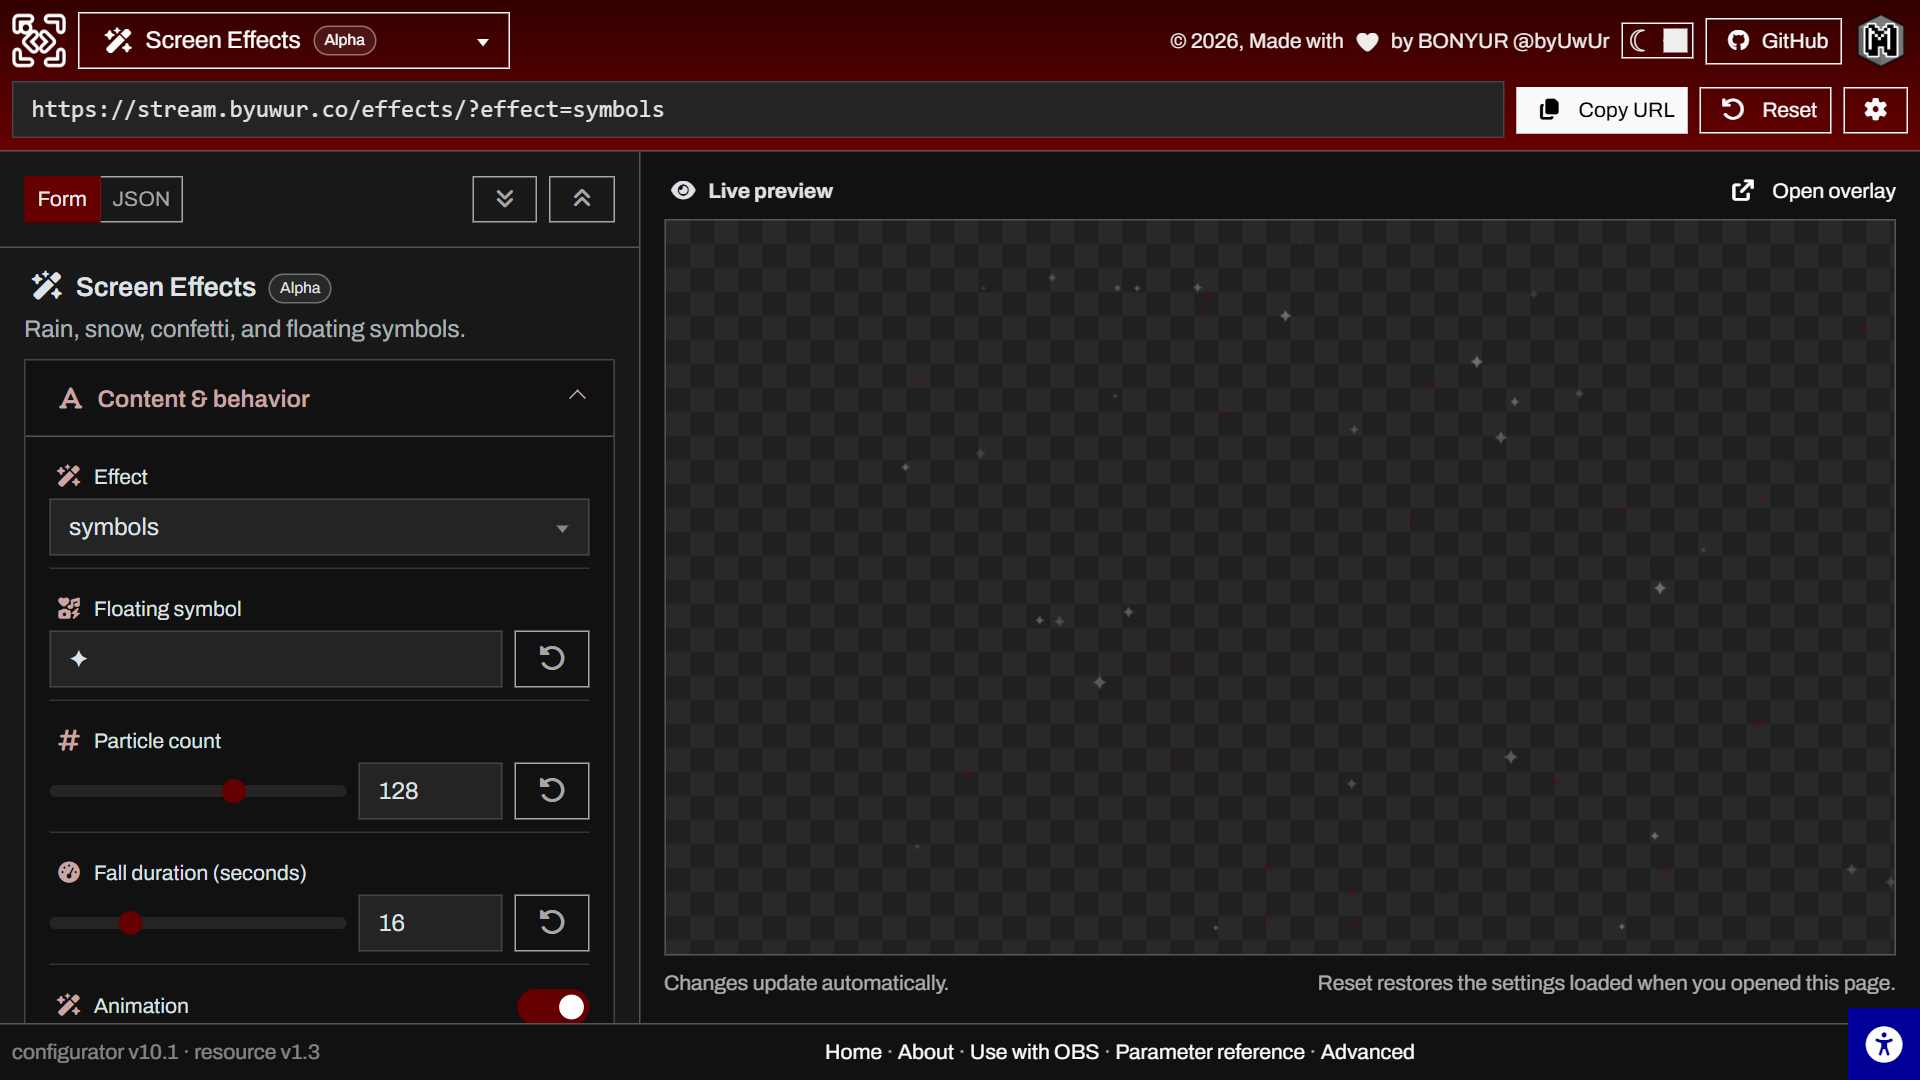 Screen Effects Alpha
© 2026, Made with by BONYUR @byUwUr
GitHub
https://stream.byuwur.co/effects/?effect=symbols
Copy URL
Reset
Form JSON
Live preview
Open overlay
Screen Effects Alpha
Rain, snow, confetti, and floating symbols.
Content & behavior
Effect
symbols
Floating symbol
✦
Particle count
128
Fall duration (seconds)
16
Animation
Changes update automatically.
Reset restores the settings loaded when you opened this page.
configurator v10.1 · resource v1.3
Home · About · Use with OBS · Parameter reference · Advanced